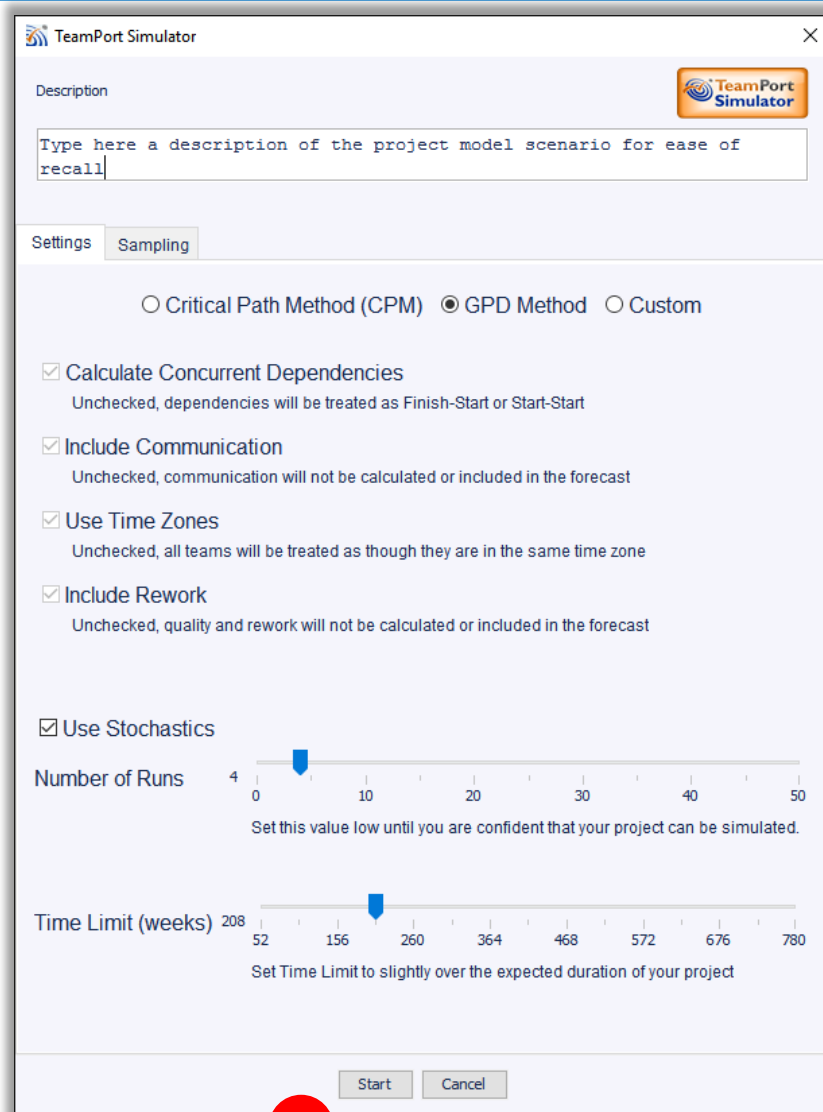 TeamPort Simulator
Description
TeamPort
Simulator
Type here a description of the project model scenario for ease of
recall
Settings
Sampling
Critical Path Method (CPM)
GPD Method
Custom
Calculate Concurrent Dependencies
Unchecked, dependencies will be treated as Finish-Start or Start-Start
Include Communication
Unchecked, communication will not be calculated or included in the forecast
Use Time Zones
Unchecked, all teams will be treated as though they are in the same time zone
Include Rework
Unchecked, quality and rework will not be calculated or included in the forecast
Use Stochastics
Number of Runs 4
0 10 20 30 40 50
Set this value low until you are confident that your project can be simulated.
Time Limit (weeks) 208
52 156 260 364 468 572 676 780
Set Time Limit to slightly over the expected duration of your project
Start
Cancel